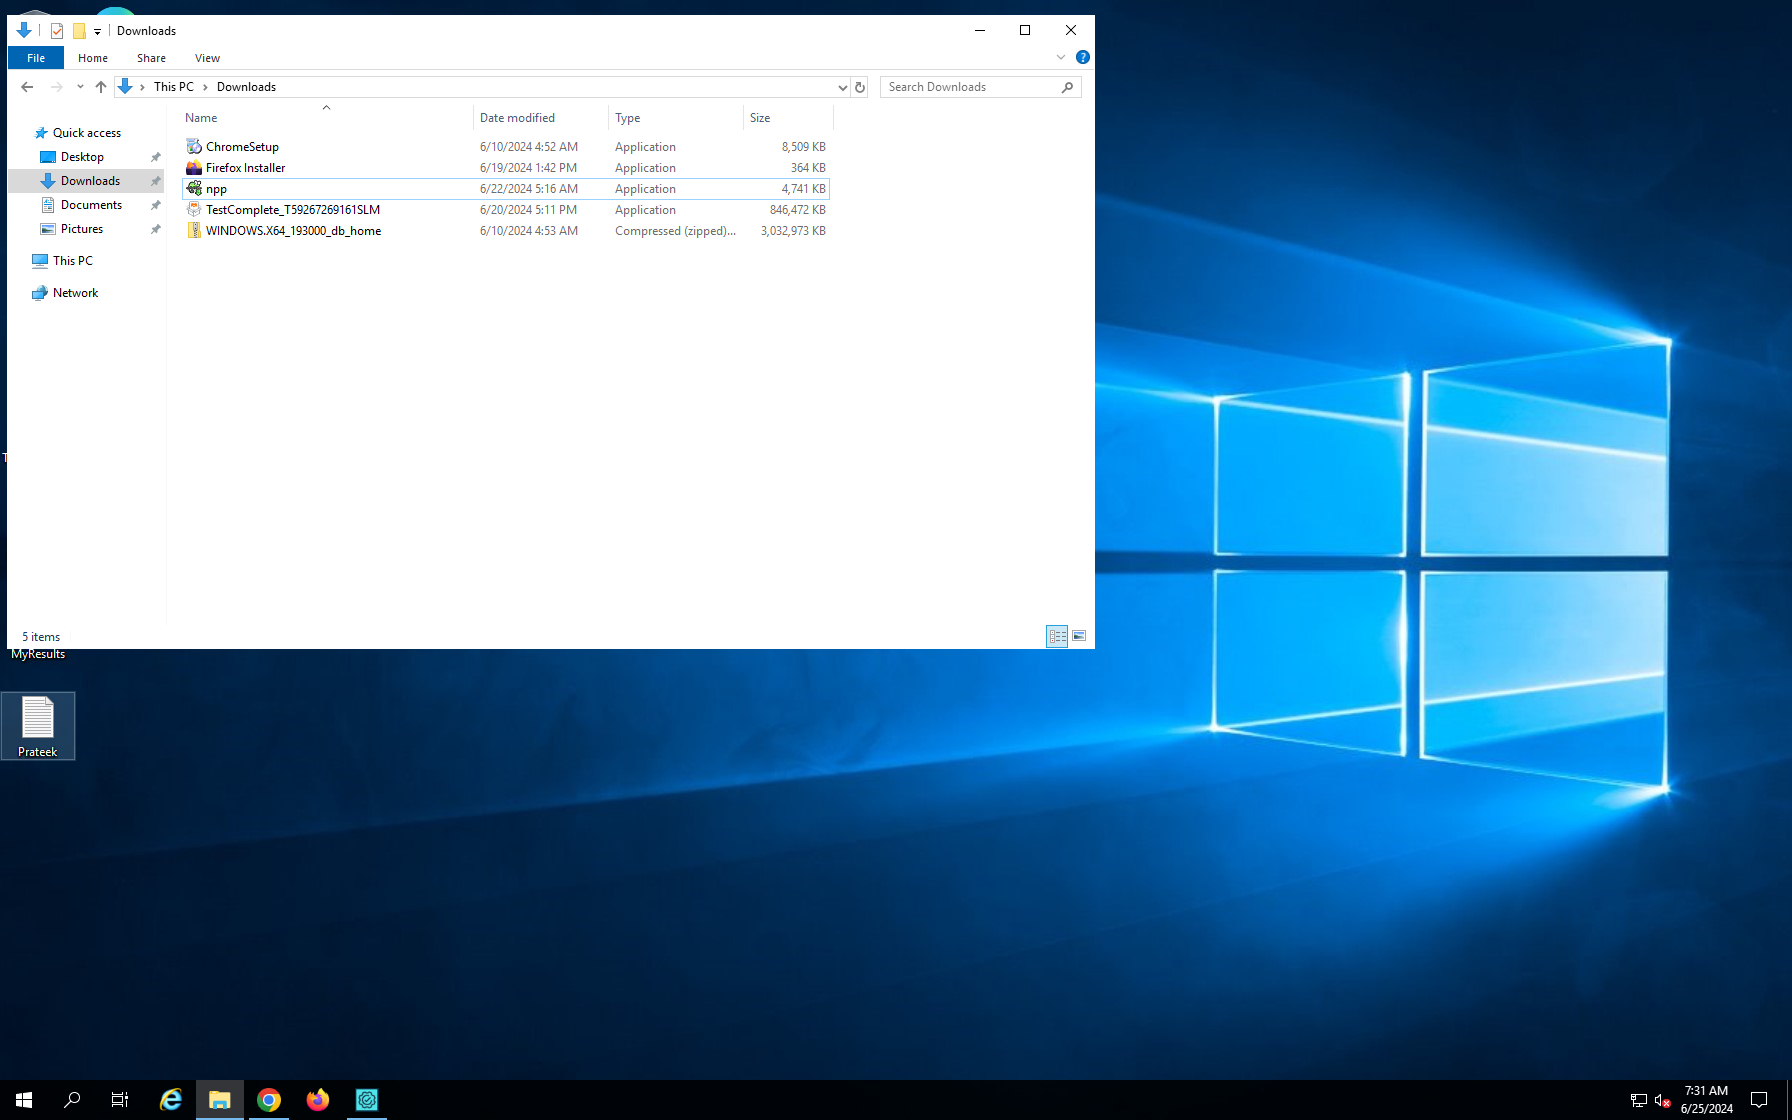 Downloads
File Home Share View
This PC Downloads Search Downloads
Name Date modified Type Size
Quick access
Desktop
Downloads
Documents
Pictures
This PC
Network
ChromeSetup 6/10/2024 4:52 AM Application 8,509 KB
Firefox Installer 6/19/2024 1:42 PM Application 364 KB
npp 6/22/2024 5:16 AM Application 4,741 KB
TestComplete_T59267269161SLM 6/20/2024 5:11 PM Application 846,472 KB
WINDOWS.X64_193000_db_home 6/10/2024 4:53 AM Compressed (zipped)... 3,032,973 KB
5 items
MyResults
Prateek
7:31 AM
6/25/2024